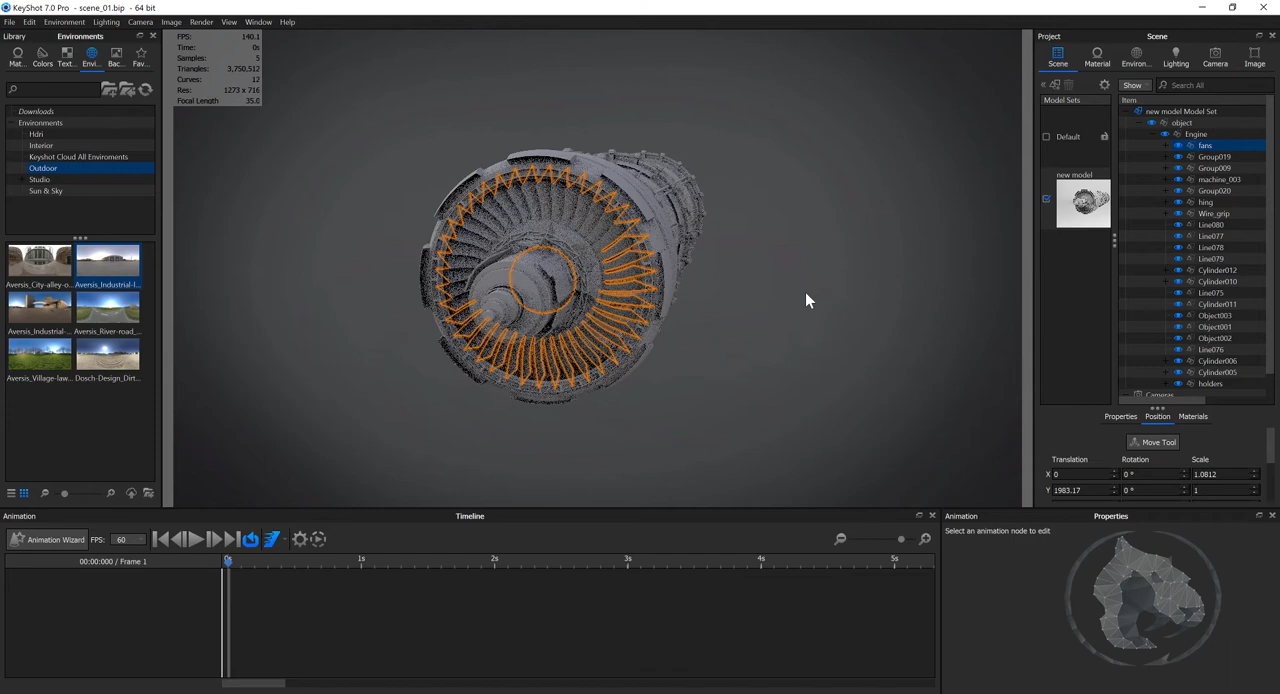 KeyShot 7.0 Pro - scene_01.bip - 64 bit
File Edit Environment Lighting Camera Image Render View Window Help
Library Environments
Mat... Colors Text... Envi... Bac... Fav...
Downloads
Environments
Hdri
Interior
Keyshot Cloud All Enviroments
Outdoor
Studio
Sun & Sky
Aversis_City-alley-o... Aversis_Industrial-l...
Aversis_Industrial-... Aversis_River-road_...
Aversis_Village-law... Dosch-Design_Dirt...
FPS: 140.1
Time: 0s
Samples: 5
Triangles: 3,750,512
Curves: 12
Res: 1273 x 716
Focal Length 35.0
Project Scene
Scene Material Environ... Lighting Camera Image
« Show Search All
Model Sets
Default
new model
Item
new model Model Set
object
Engine
fans
Group019
Group009
machine_003
Group020
hing
Wire_grip
Line080
Line077
Line078
Line079
Cylinder012
Cylinder010
Line075
Cylinder011
Object003
Object001
Object002
Line076
Cylinder006
Cylinder005
holders
Cameras
Properties Position Materials
Move Tool
Translation Rotation Scale
X 0 0 ° 1.0812
Y 1983.17 0 ° 1
Animation Timeline
Animation Wizard FPS: 60
00:00:000 / Frame 1 0s 1s 2s 3s 4s 5s
Animation Properties
Select an animation node to edit